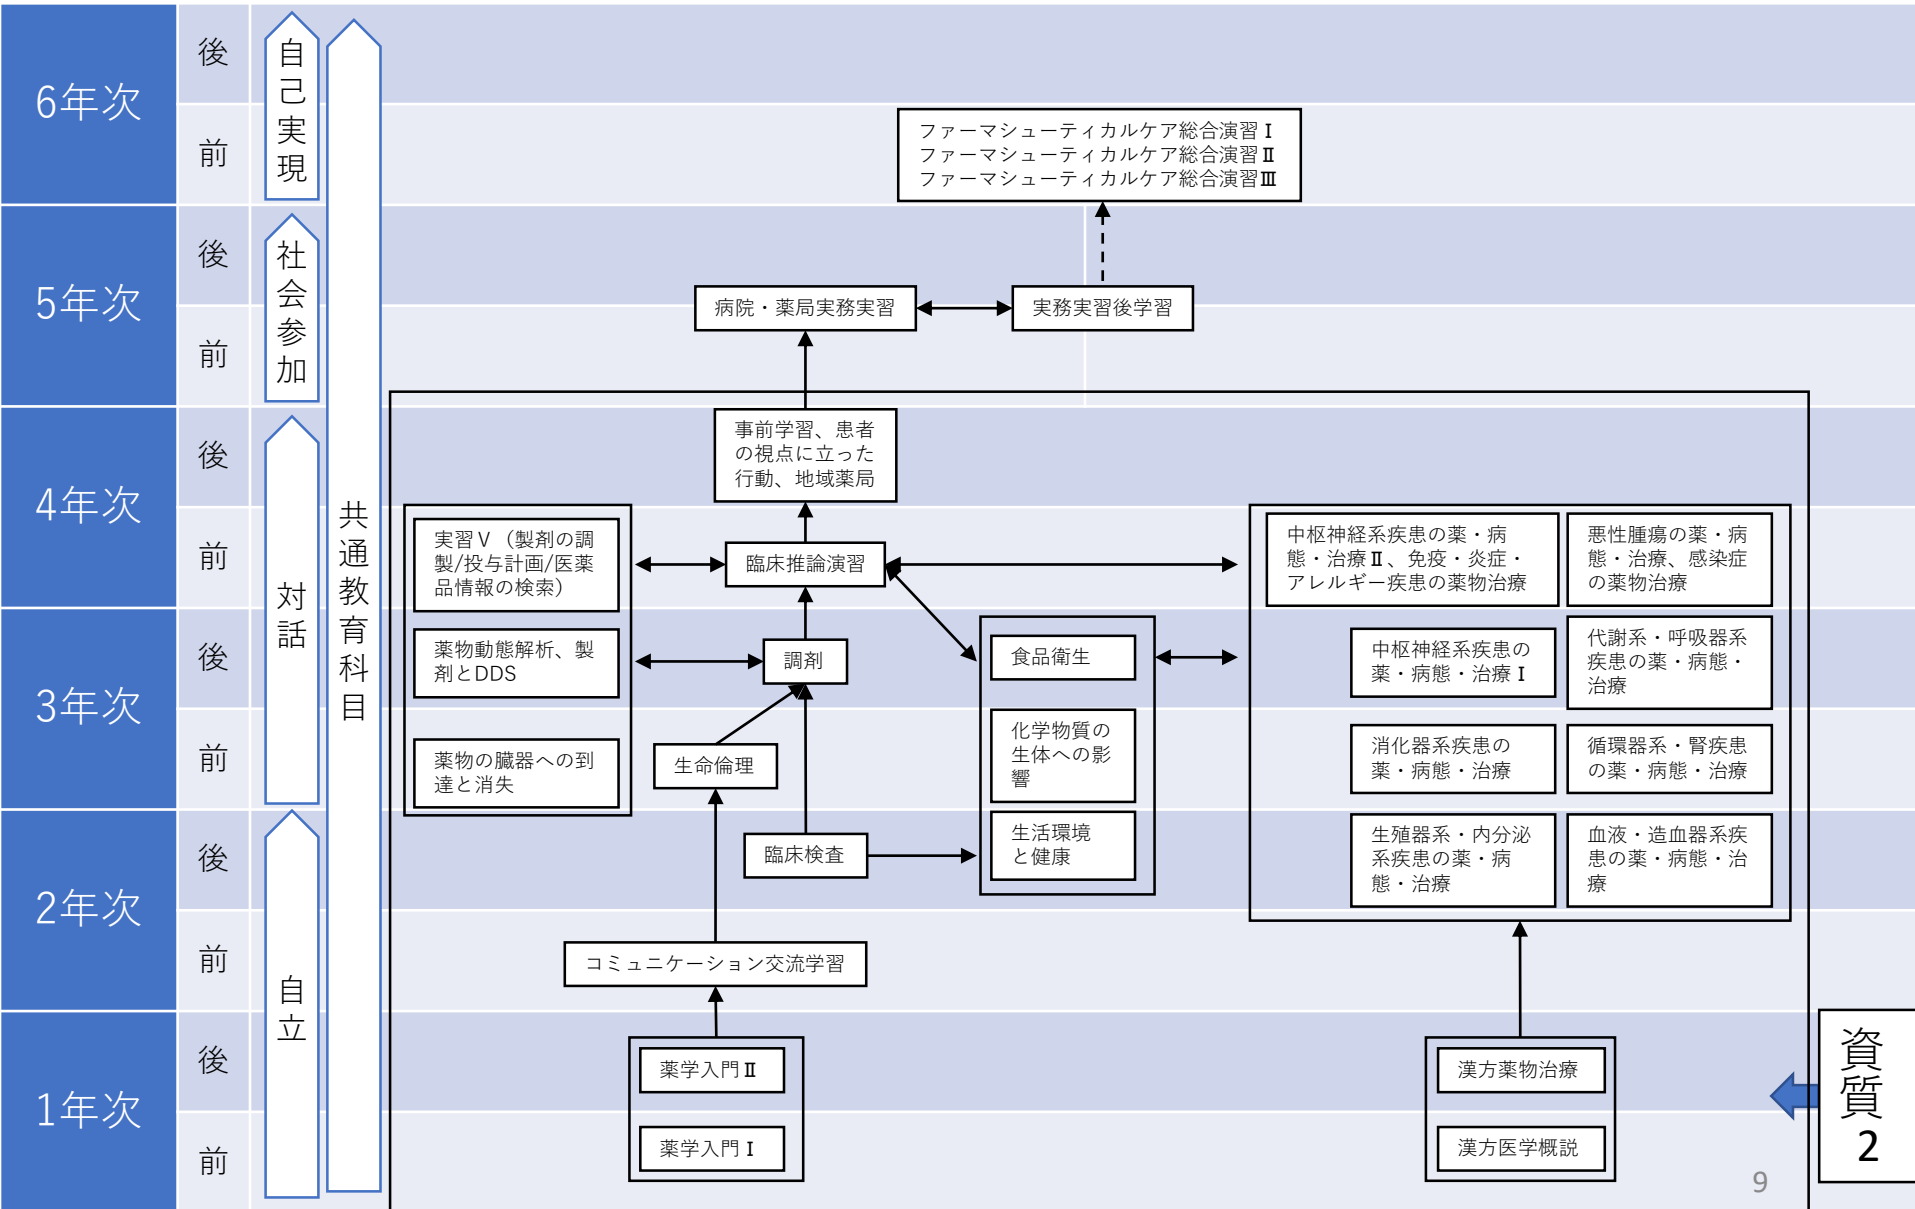 6年次
後
前
自己実現
ファーマシューティカルケア総合演習Ⅰ
ファーマシューティカルケア総合演習Ⅱ
ファーマシューティカルケア総合演習Ⅲ
5年次
後
前
社会参加
病院・薬局実務実習
実務実習後学習
4年次
後
前
対話
共通教育科目
事前学習、患者
の視点に立った
行動、地域薬局
実習Ⅴ（製剤の調
製/投与計画/医薬
品情報の検索）
臨床推論演習
中枢神経系疾患の薬・病
態・治療Ⅱ、免疫・炎症・
アレルギー疾患の薬物治療
悪性腫瘍の薬・病
態・治療、感染症
の薬物治療
3年次
後
前
薬物動態解析、製
剤とDDS
調剤
食品衛生
中枢神経系疾患の
薬・病態・治療Ⅰ
代謝系・呼吸器系
疾患の薬・病態・
治療
薬物の臓器への到
達と消失
生命倫理
化学物質の
生体への影
響
消化器系疾患の
薬・病態・治療
循環器系・腎疾患
の薬・病態・治療
2年次
後
前
自立
臨床検査
生活環境
と健康
生殖器系・内分泌
系疾患の薬・病
態・治療
血液・造血器系疾
患の薬・病態・治
療
コミュニケーション交流学習
1年次
後
前
薬学入門Ⅱ
薬学入門Ⅰ
漢方薬物治療
漢方医学概説
資質2
9